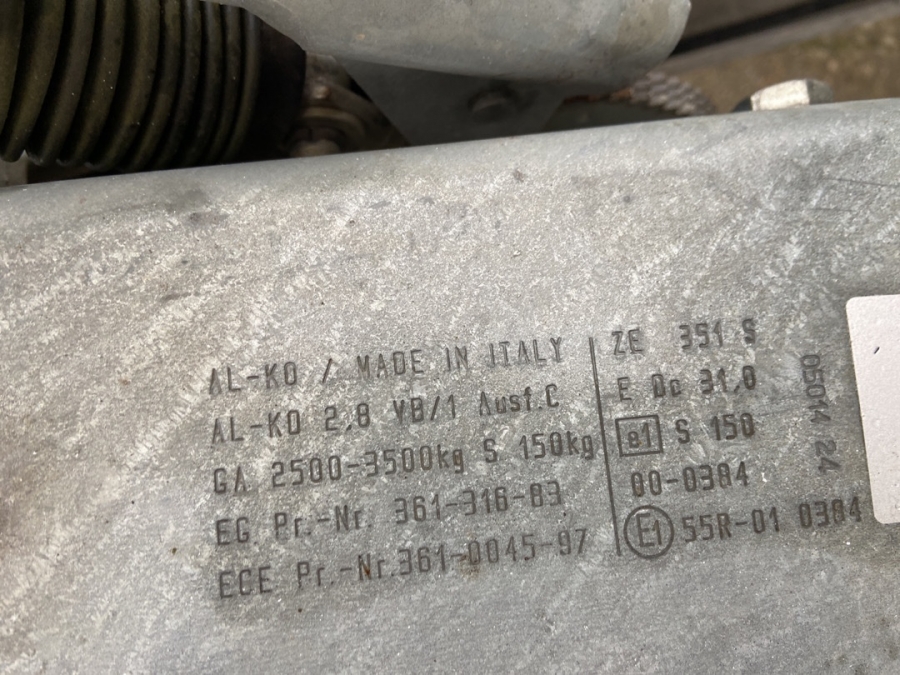 AL-KO / MADE IN ITALY
AL-KO 2,8 VB/1 Ausf.C
GA 2500-3500kg S 150kg
EG Pr.-Nr. 361-316-83
ECE Pr.-Nr.361-0045-97
ZE 351 S
E Dc 31,0
e1 S 150
00-0384
E1 55R-01 0384
05014 24